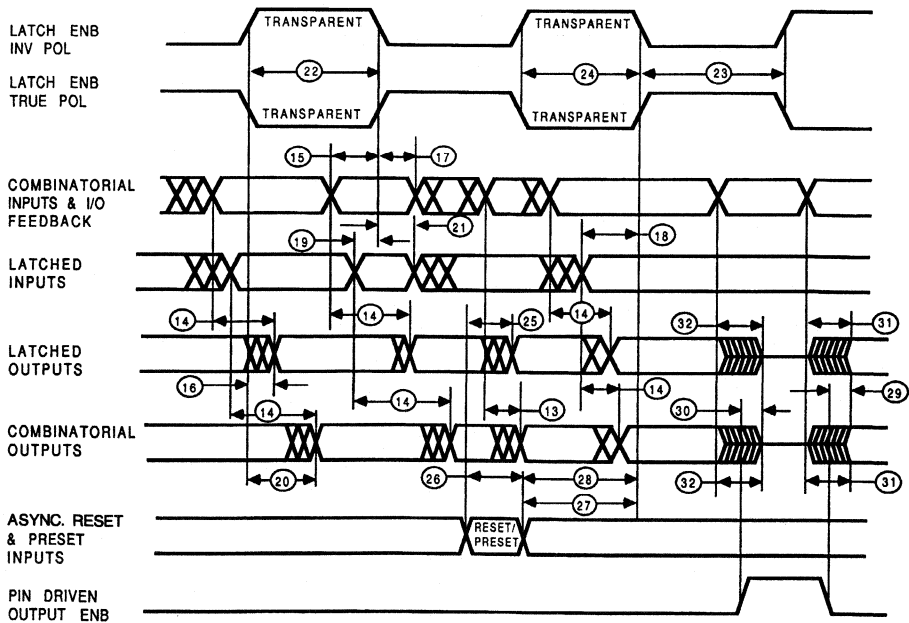 LATCH ENB
INV POL
TRANSPARENT
TRANSPARENT
22
24
23
LATCH ENB
TRUE POL
TRANSPARENT
TRANSPARENT
15
17
COMBINATORIAL
INPUTS & I/O
FEEDBACK
19
21
18
LATCHED
INPUTS
14
14
25
14
32
31
LATCHED
OUTPUTS
16
14
14
13
14
30
29
COMBINATORIAL
OUTPUTS
20
26
28
32
31
27
ASYNC. RESET
& PRESET
INPUTS
RESET/
PRESET
PIN DRIVEN
OUTPUT ENB